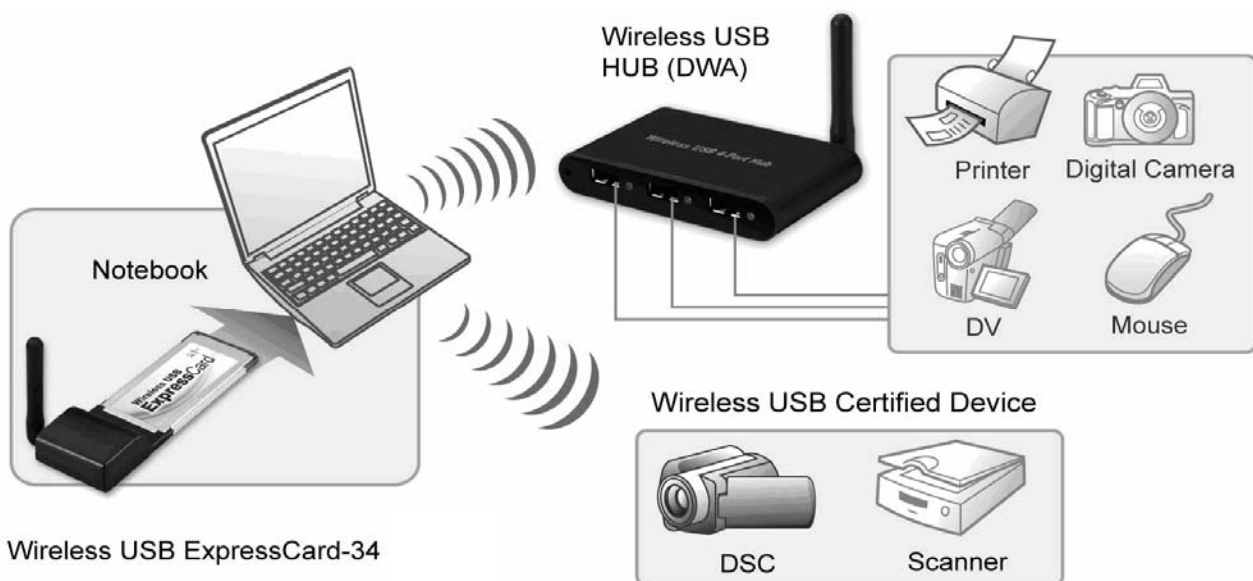 Wireless USB
HUB (DWA)
Wireless USB 4-Port Hub
Printer
Digital Camera
DV
Mouse
Notebook
Wireless USB
ExpressCard
Wireless USB ExpressCard-34
Wireless USB Certified Device
DSC
Scanner